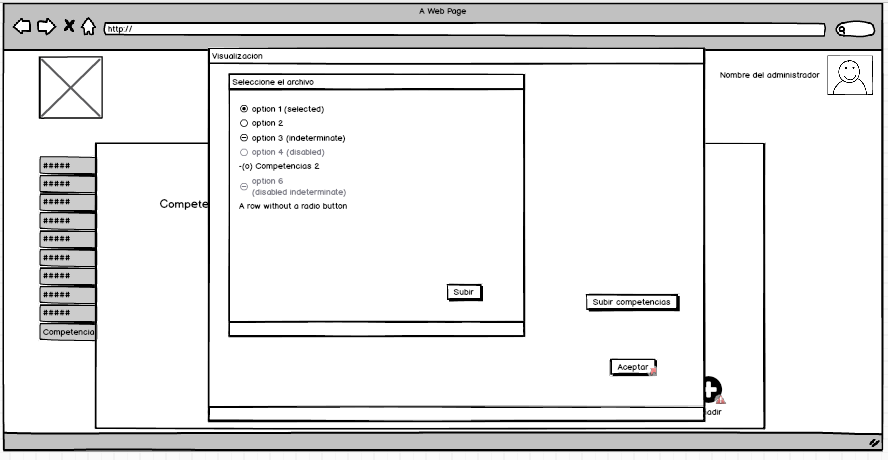 A Web Page
http://
Visualizacion
Seleccione el archivo
Nombre del administrador
option 1 (selected)
option 2
option 3 (indeterminate)
option 4 (disabled)
-(o) Competencias 2
option 6
(disabled indeterminate)
A row without a radio button
#####
#####
#####
#####
#####
#####
#####
#####
#####
Competencia
Compete
Subir
Subir competencias
Aceptar
adir